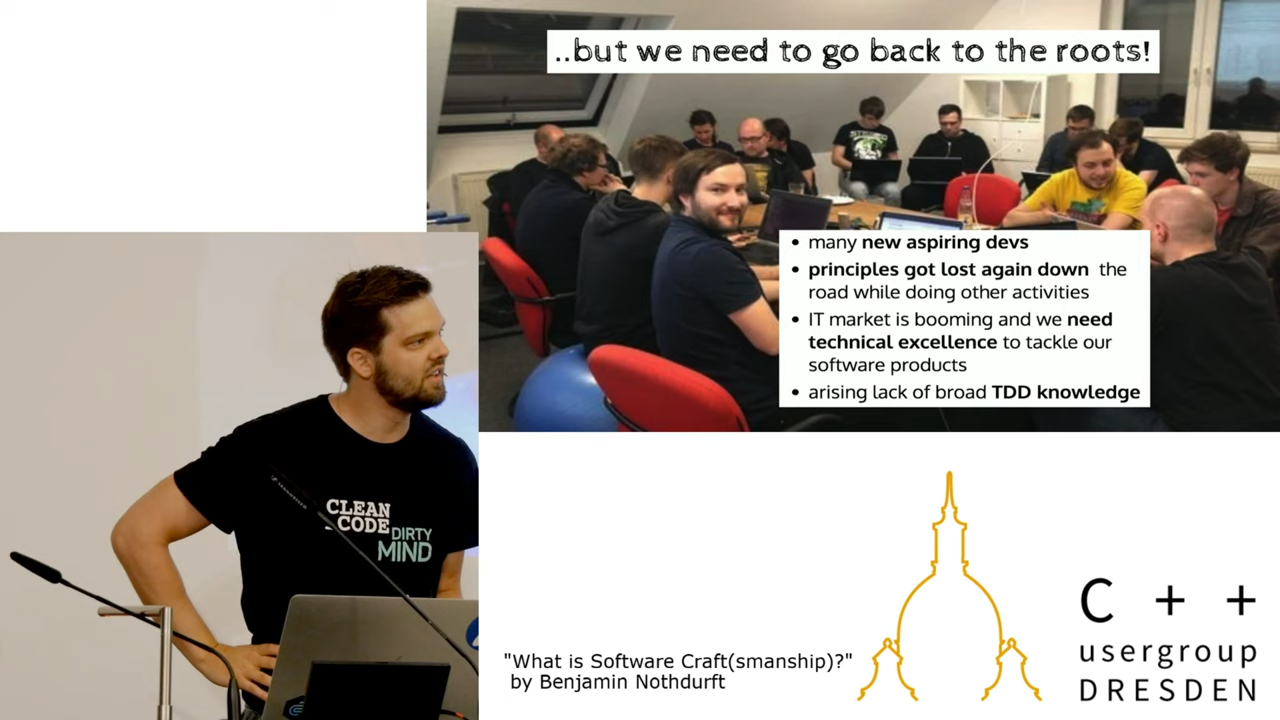 ..but we need to go back to the roots!
• many new aspiring devs
• principles got lost again down the
road while doing other activities
• IT market is booming and we need
technical excellence to tackle our
software products
• arising lack of broad TDD knowledge
CLEAN
CODE
DIRTY
MIND
"What is Software Craft(smanship)?"
by Benjamin Nothdurft
C + +
usergroup
DRESDEN